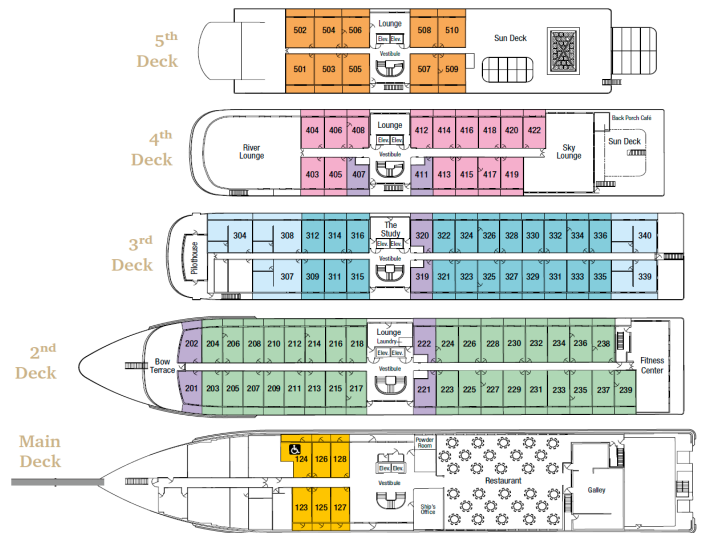 5th
Deck
502 504 506 Lounge 508 510
Elev. Elev.
Sun Deck
Vestibule
501 503 505 507 509
4th
Deck
404 406 408 Lounge 412 414 416 418 420 422
Back Porch Café
Elev. Elev.
River
Lounge
Vestibule
Sky
Lounge
Sun Deck
403 405 407 411 413 415 417 419
3rd
Deck
Pilothouse
304 308 312 314 316 The
Study
320 322 324 326 328 330 332 334 336 340
Elev. Elev.
Vestibule
307 309 311 315 319 321 323 325 327 329 331 333 335 339
2nd
Deck
202 204 206 208 210 212 214 216 218 Lounge
Laundry
222 224 226 228 230 232 234 236 238
Elev. Elev.
Bow
Terrace
Vestibule
Fitness
Center
201 203 205 207 209 211 213 215 217 221 223 225 227 229 231 233 235 237 239
Main
Deck
124 126 128
Powder
Room
Elev. Elev.
Vestibule
Restaurant
Galley
123 125 127
Ship's
Office